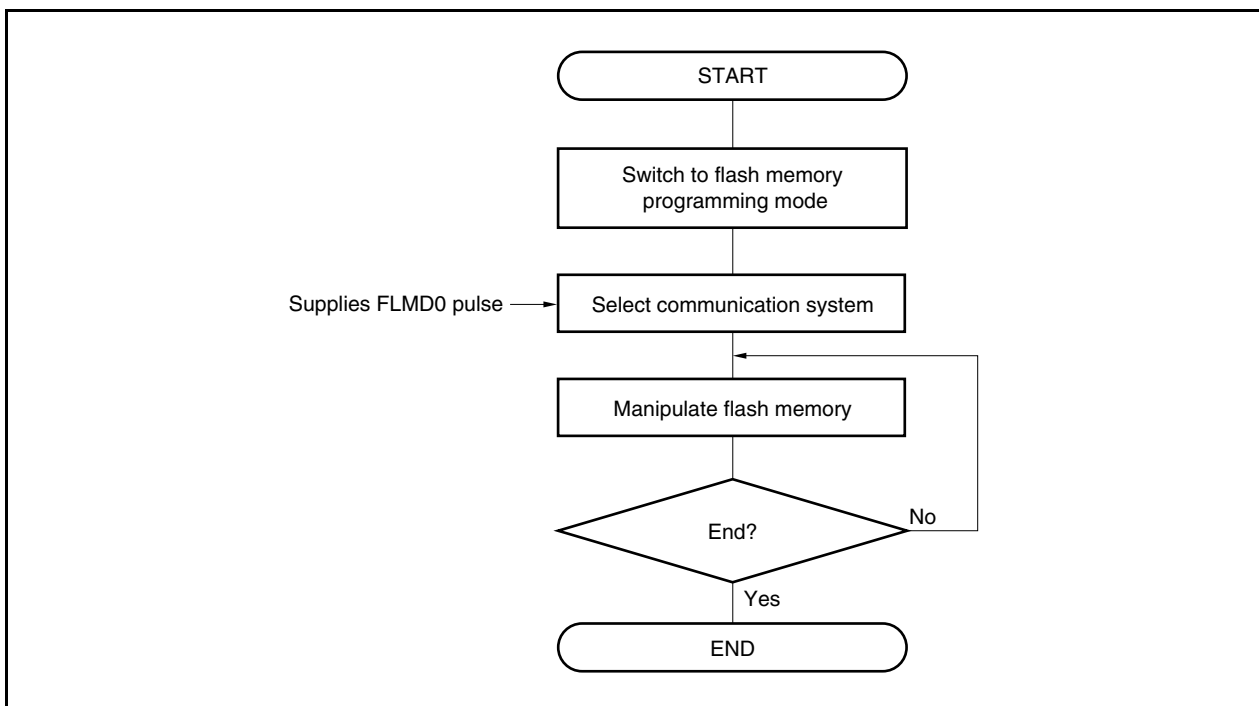 START
Switch to flash memory
programming mode
Supplies FLMD0 pulse
Select communication system
Manipulate flash memory
End?
No
Yes
END